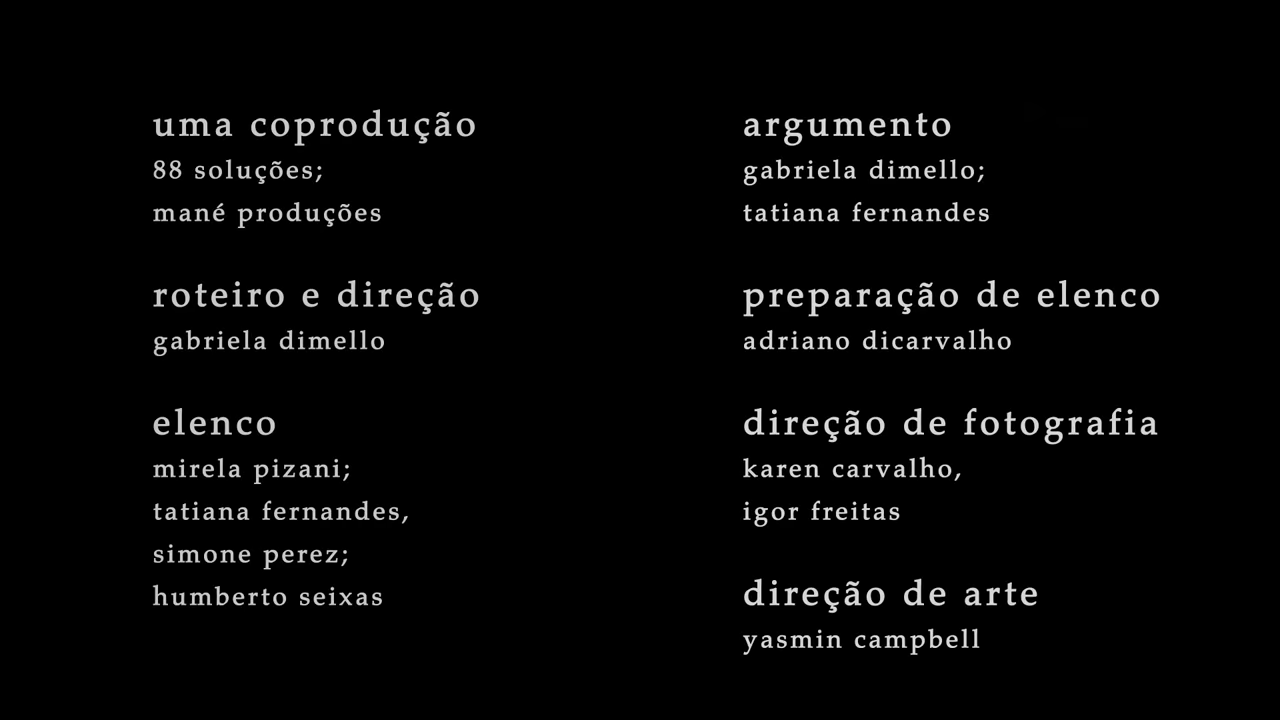 uma coprodução
88 soluções;
mané produções
roteiro e direção
gabriela dimello
elenco
mirela pizani;
tatiana fernandes,
simone perez;
humberto seixas
argumento
gabriela dimello;
tatiana fernandes
preparação de elenco
adriano dicarvalho
direção de fotografia
karen carvalho,
igor freitas
direção de arte
yasmin campbell